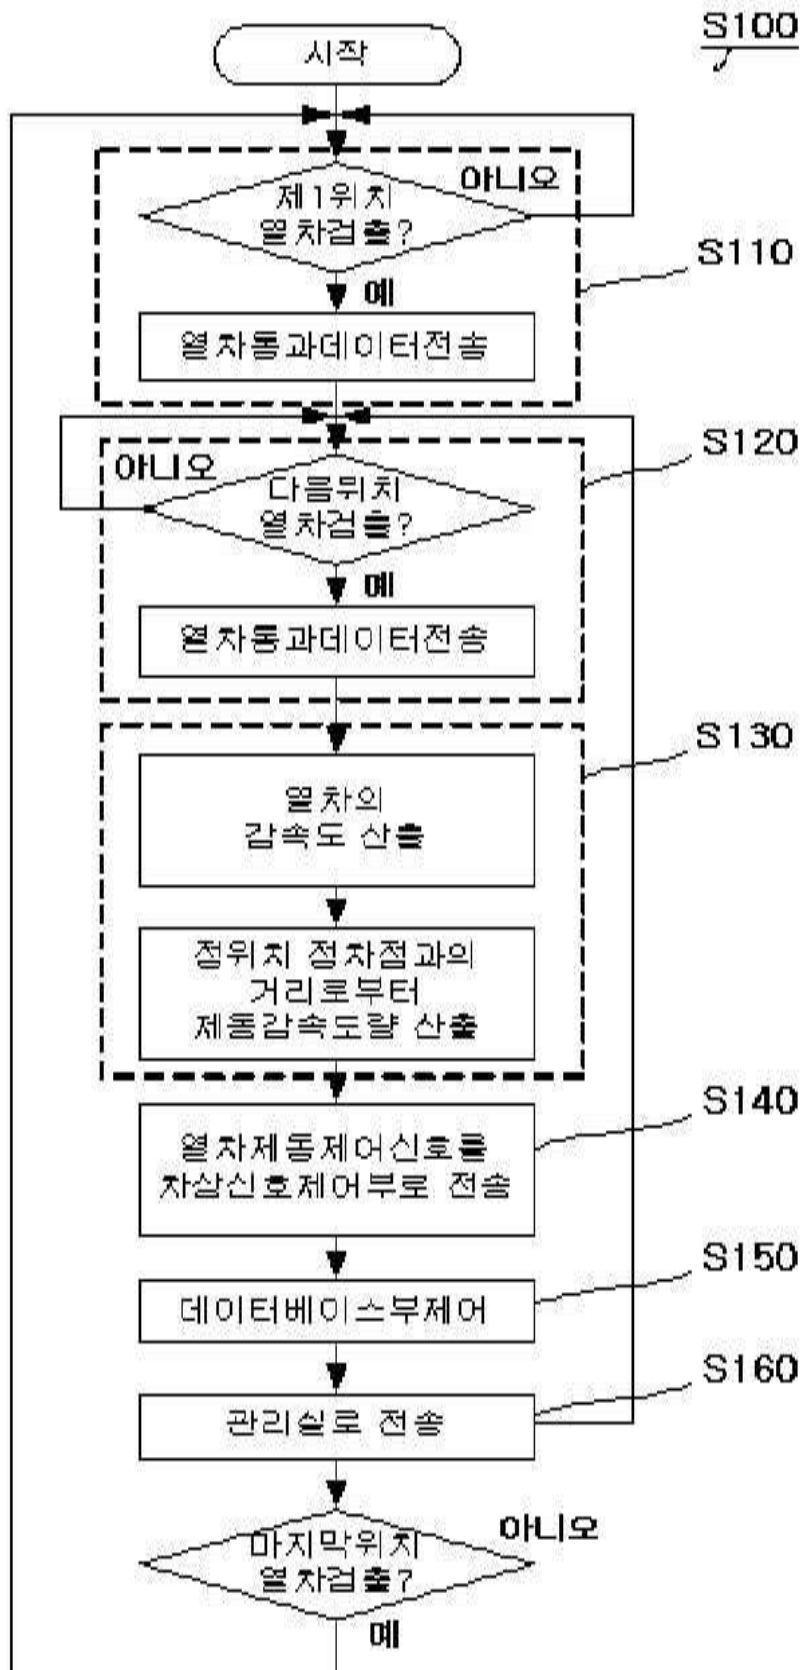 S100
시작
아니오
제1위치
열차검출?
S110
예
열차통과데이터전송
S120
아니오
다음위치
열차검출?
예
열차통과데이터전송
S130
열차의
감속도 산출
정위치 정차점과의
거리로부터
제동감속도량 산출
S140
열차제동제어신호를
차상신호제어부로 전송
S150
데이터베이스부제어
S160
관리실로 전송
아니오
마지막위치
열차검출?
예